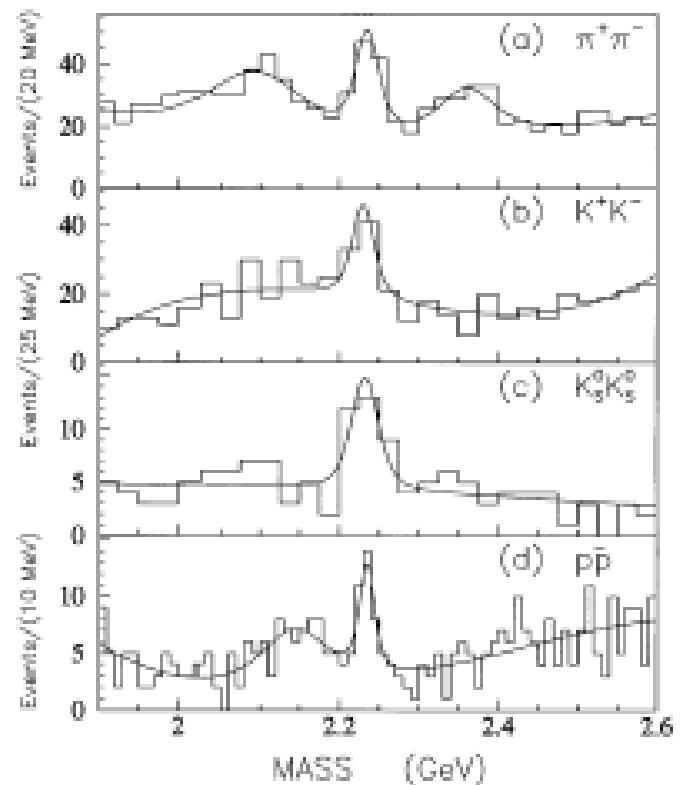 (a) π⁺π⁻
40
20
0
Events/(20 MeV)
(b) K⁺K⁻
40
20
0
Events/(25 MeV)
(c) K⁰ₛK⁰ₛ
10
5
0
(d) pp̄
10
5
0
Events/(10 MeV)
2 2.2 2.4 2.6
MASS (GeV)